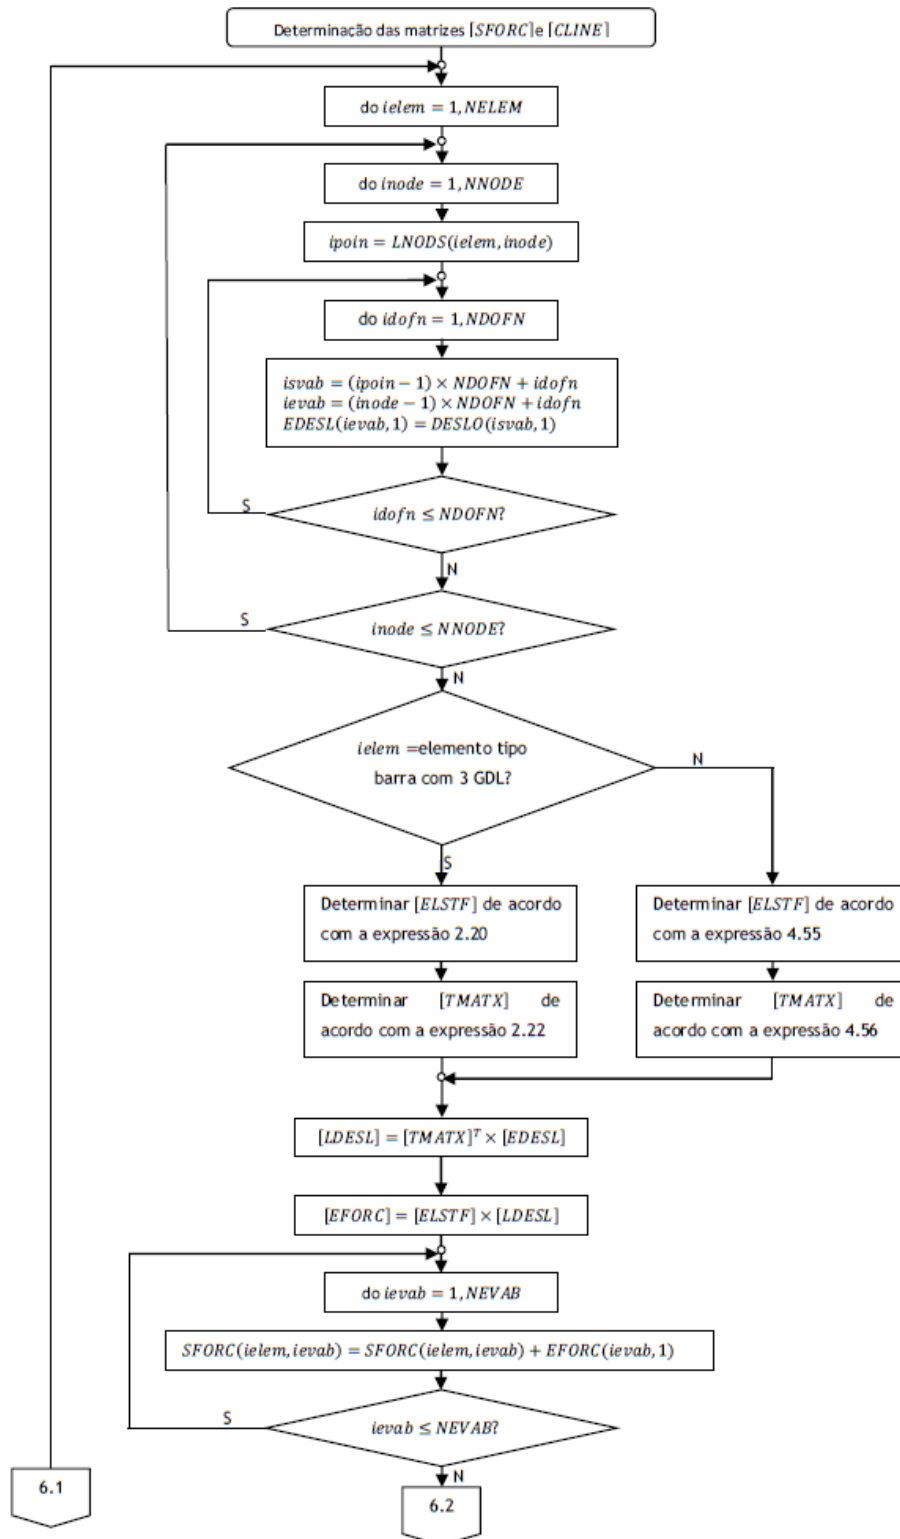 Determinação das matrizes [SFORC]e [CLINE]
do ielem = 1, NELEM
do inode = 1, NNODE
ipoin = LNODS(ielem, inode)
do idofn = 1, NDOFN
isvab = (ipoin − 1) × NDOFN + idofn
ievab = (inode − 1) × NDOFN + idofn
EDESL(ievab, 1) = DESLO(isvab, 1)
S
idofn ≤ NDOFN?
N
S
inode ≤ NNODE?
N
ielem =elemento tipo
barra com 3 GDL?
N
S
Determinar [ELSTF] de acordo
com a expressão 2.20
Determinar [ELSTF] de acordo
com a expressão 4.55
Determinar [TMATX] de
acordo com a expressão 2.22
Determinar [TMATX] de
acordo com a expressão 4.56
[LDESL] = [TMATX]ᵀ × [EDESL]
[EFORC] = [ELSTF] × [LDESL]
do ievab = 1, NEVAB
SFORC(ielem, ievab) = SFORC(ielem, ievab) + EFORC(ievab, 1)
S
ievab ≤ NEVAB?
N
6.1
6.2